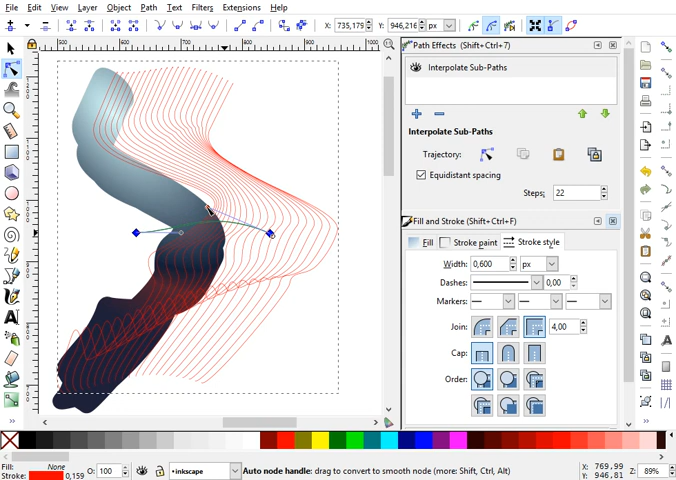 File Edit View Layer Object Path Text Filters Extensions Help
X: 735,179 Y: 946,216 px
Path Effects (Shift+Ctrl+7)
Interpolate Sub-Paths
Interpolate Sub-Paths
Trajectory:
Equidistant spacing
Steps: 22
Fill and Stroke (Shift+Ctrl+F)
Fill Stroke paint Stroke style
Width: 0,600 px
Dashes: 0,00
Markers:
Join: 4,00
Cap:
Order:
Fill: None
Stroke: 0,159
O: 100
•inkscape
Auto node handle: drag to convert to smooth node (more: Shift, Ctrl, Alt)
X: 769,99
Y: 946,81
Z: 89%